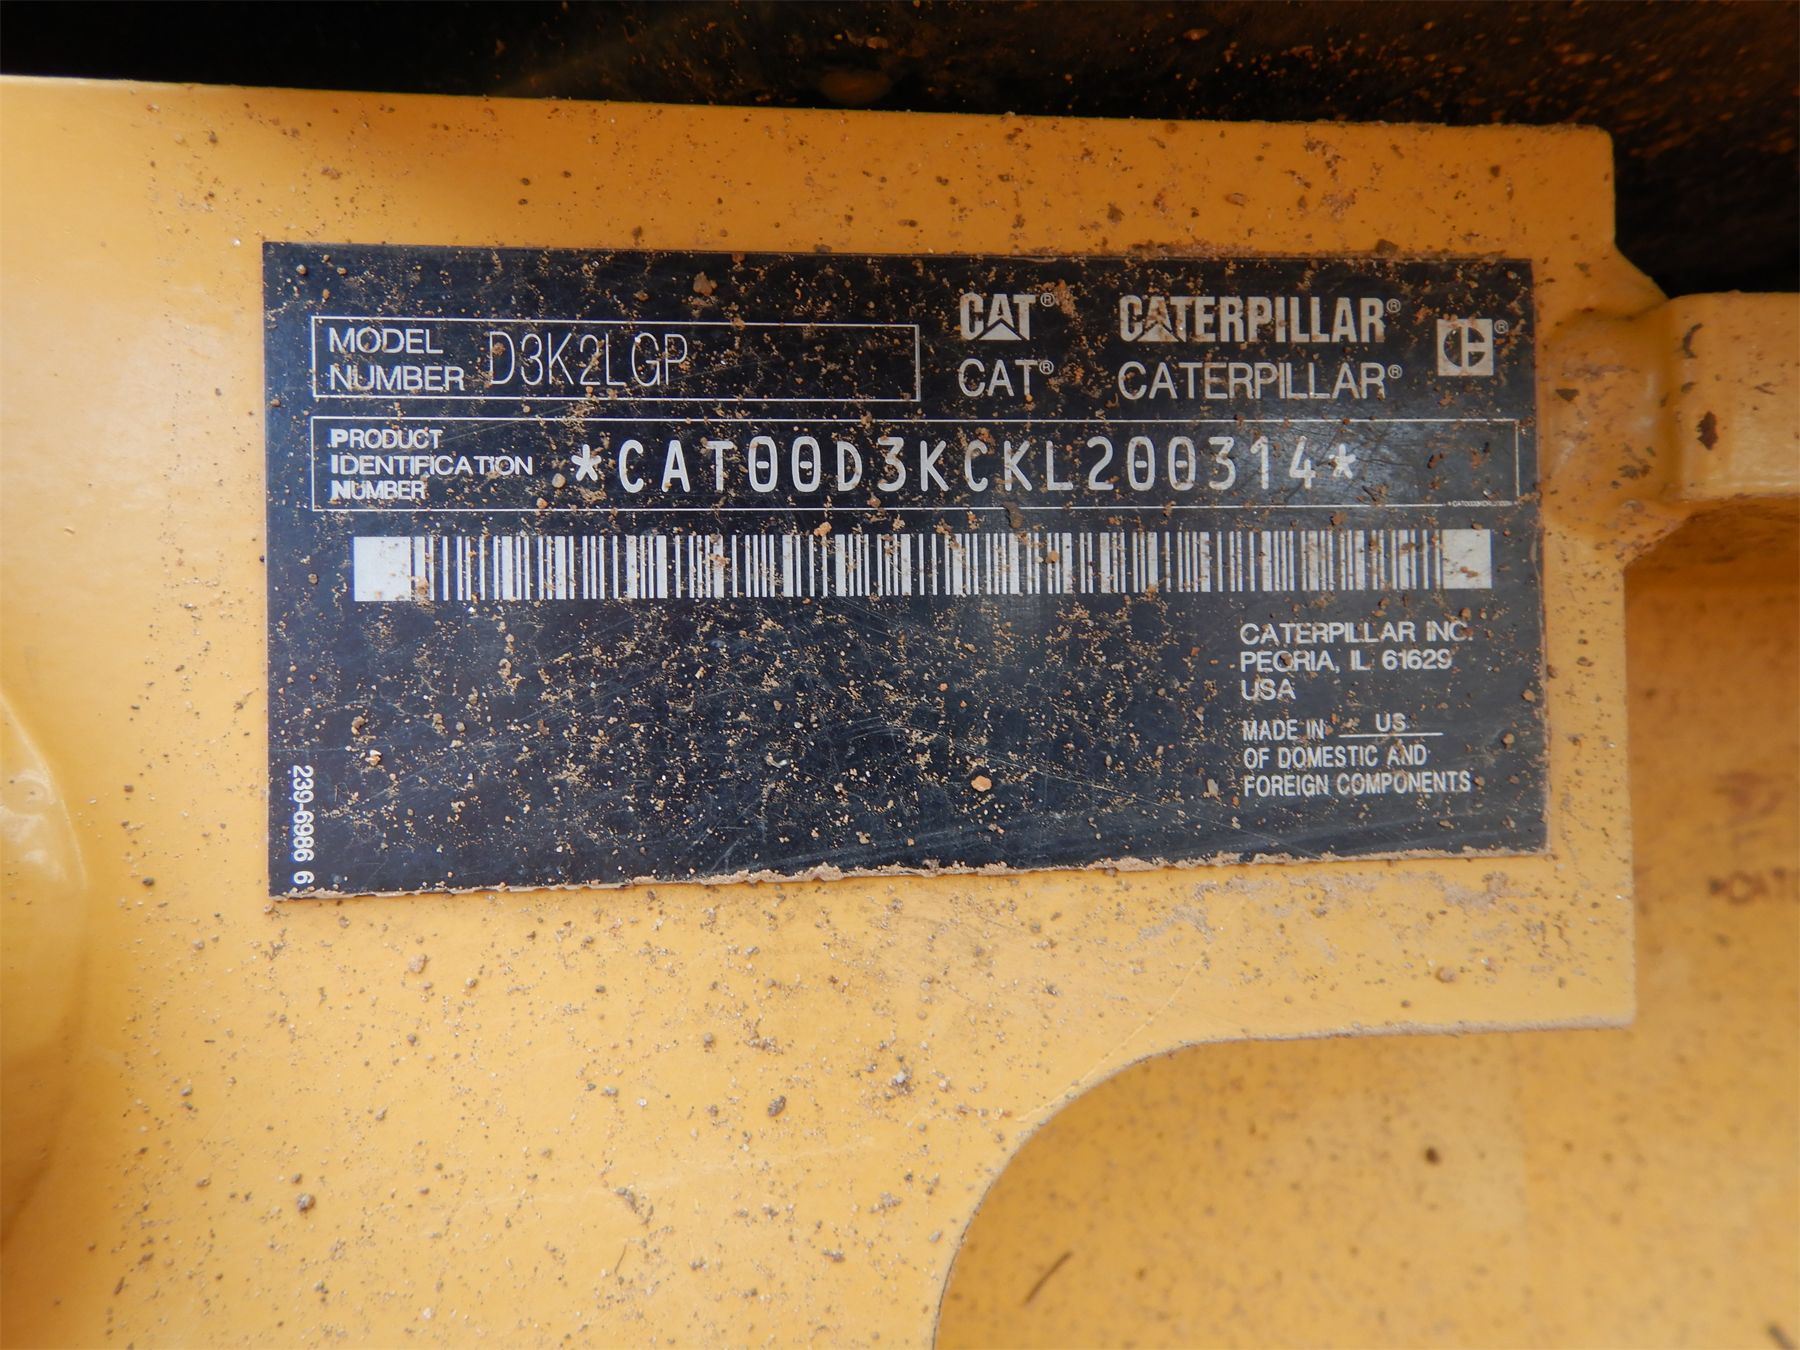 MODEL NUMBER D3K2LGP
CAT® CATERPILLAR®
CAT® CATERPILLAR®
PRODUCT
IDENTIFICATION
NUMBER
*CAT00D3KCKL200314*
CATERPILLAR INC.
PEORIA, IL 61629
USA
MADE IN US
OF DOMESTIC AND
FOREIGN COMPONENTS
239-6986 6